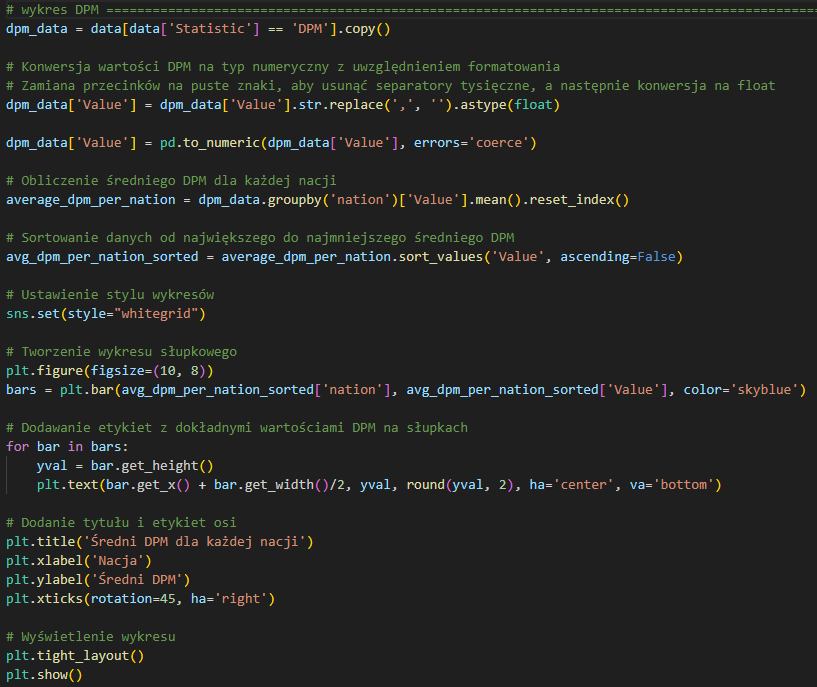 # wykres DPM ============================================================================================
dpm_data = data[data['Statistic'] == 'DPM'].copy()
# Konwersja wartości DPM na typ numeryczny z uwzględnieniem formatowania
# Zamiana przecinków na puste znaki, aby usunąć separatory tysięczne, a następnie konwersja na float
dpm_data['Value'] = dpm_data['Value'].str.replace(',', '').astype(float)
dpm_data['Value'] = pd.to_numeric(dpm_data['Value'], errors='coerce')
# Obliczenie średniego DPM dla każdej nacji
average_dpm_per_nation = dpm_data.groupby('nation')['Value'].mean().reset_index()
# Sortowanie danych od największego do najmniejszego średniego DPM
avg_dpm_per_nation_sorted = average_dpm_per_nation.sort_values('Value', ascending=False)
# Ustawienie stylu wykresów
sns.set(style="whitegrid")
# Tworzenie wykresu słupkowego
plt.figure(figsize=(10, 8))
bars = plt.bar(avg_dpm_per_nation_sorted['nation'], avg_dpm_per_nation_sorted['Value'], color='skyblue')
# Dodawanie etykiet z dokładnymi wartościami DPM na słupkach
for bar in bars:
    yval = bar.get_height()
    plt.text(bar.get_x() + bar.get_width()/2, yval, round(yval, 2), ha='center', va='bottom')
# Dodanie tytułu i etykiet osi
plt.title('Średni DPM dla każdej nacji')
plt.xlabel('Nacja')
plt.ylabel('Średni DPM')
plt.xticks(rotation=45, ha='right')
# Wyświetlenie wykresu
plt.tight_layout()
plt.show()